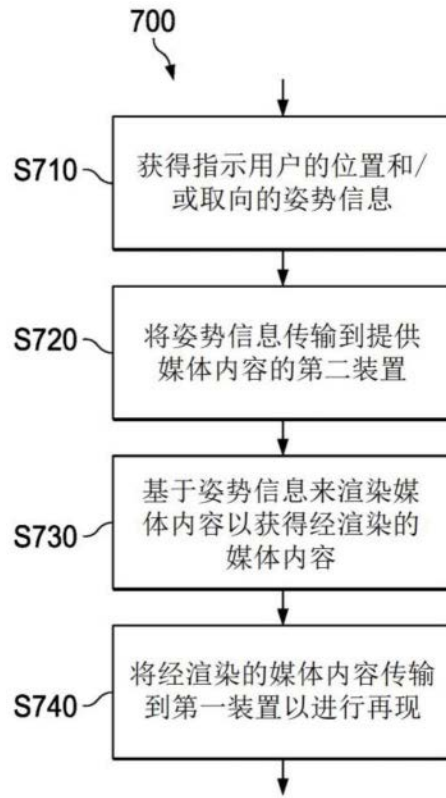 700
S710
获得指示用户的位置和/
或取向的姿势信息
S720
将姿势信息传输到提供
媒体内容的第二装置
S730
基于姿势信息来渲染媒
体内容以获得经渲染的
媒体内容
S740
将经渲染的媒体内容传输
到第一装置以进行再现